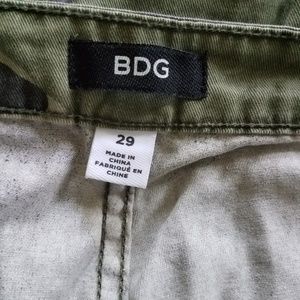 BDG
29
MADE IN
CHINA
FABRIQUÉ EN
CHINE